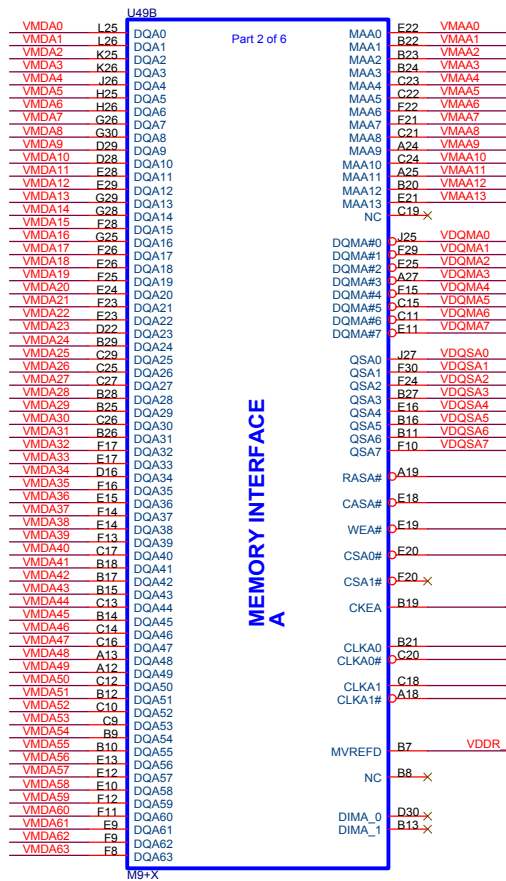 U49B
Part 2 of 6
VMDA0 L25 DQA0
VMDA1 L26 DQA1
VMDA2 K25 DQA2
VMDA3 K26 DQA3
VMDA4 J26 DQA4
VMDA5 H25 DQA5
VMDA6 H26 DQA6
VMDA7 G26 DQA7
VMDA8 G30 DQA8
VMDA9 D29 DQA9
VMDA10 D28 DQA10
VMDA11 E28 DQA11
VMDA12 E29 DQA12
VMDA13 G29 DQA13
VMDA14 G28 DQA14
VMDA15 F28 DQA15
VMDA16 G25 DQA16
VMDA17 F26 DQA17
VMDA18 E26 DQA18
VMDA19 F25 DQA19
VMDA20 E24 DQA20
VMDA21 F23 DQA21
VMDA22 E23 DQA22
VMDA23 D22 DQA23
VMDA24 B29 DQA24
VMDA25 C29 DQA25
VMDA26 C25 DQA26
VMDA27 C27 DQA27
VMDA28 B28 DQA28
VMDA29 B25 DQA29
VMDA30 C26 DQA30
VMDA31 B26 DQA31
VMDA32 F17 DQA32
VMDA33 E17 DQA33
VMDA34 D16 DQA34
VMDA35 F16 DQA35
VMDA36 E15 DQA36
VMDA37 F14 DQA37
VMDA38 E14 DQA38
VMDA39 F13 DQA39
VMDA40 C17 DQA40
VMDA41 B18 DQA41
VMDA42 B17 DQA42
VMDA43 B15 DQA43
VMDA44 C13 DQA44
VMDA45 B14 DQA45
VMDA46 C14 DQA46
VMDA47 C16 DQA47
VMDA48 A13 DQA48
VMDA49 A12 DQA49
VMDA50 C12 DQA50
VMDA51 B12 DQA51
VMDA52 C10 DQA52
VMDA53 C9 DQA53
VMDA54 B9 DQA54
VMDA55 B10 DQA55
VMDA56 E13 DQA56
VMDA57 E12 DQA57
VMDA58 E10 DQA58
VMDA59 F12 DQA59
VMDA60 F11 DQA60
VMDA61 E9 DQA61
VMDA62 F9 DQA62
VMDA63 F8 DQA63
MEMORY INTERFACE
A
MAA0 E22 VMAA0
MAA1 B22 VMAA1
MAA2 B23 VMAA2
MAA3 B24 VMAA3
MAA4 C23 VMAA4
MAA5 C22 VMAA5
MAA6 F22 VMAA6
MAA7 F21 VMAA7
MAA8 C21 VMAA8
MAA9 A24 VMAA9
MAA10 C24 VMAA10
MAA11 A25 VMAA11
MAA12 B20 VMAA12
MAA13 E21 VMAA13
NC C19
DQMA#0 J25 VDQMA0
DQMA#1 F29 VDQMA1
DQMA#2 E25 VDQMA2
DQMA#3 A27 VDQMA3
DQMA#4 F15 VDQMA4
DQMA#5 C15 VDQMA5
DQMA#6 C11 VDQMA6
DQMA#7 E11 VDQMA7
QSA0 J27 VDQSA0
QSA1 F30 VDQSA1
QSA2 F24 VDQSA2
QSA3 B27 VDQSA3
QSA4 E16 VDQSA4
QSA5 B16 VDQSA5
QSA6 B11 VDQSA6
QSA7 F10 VDQSA7
RASA# A19
CASA# E18
WEA# E19
CSA0# E20
CSA1# F20
CKEA B19
CLKA0 B21
CLKA0# C20
CLKA1 C18
CLKA1# A18
MVREFD B7 VDDR_
NC B8
DIMA_0 D30
DIMA_1 B13
M9+X